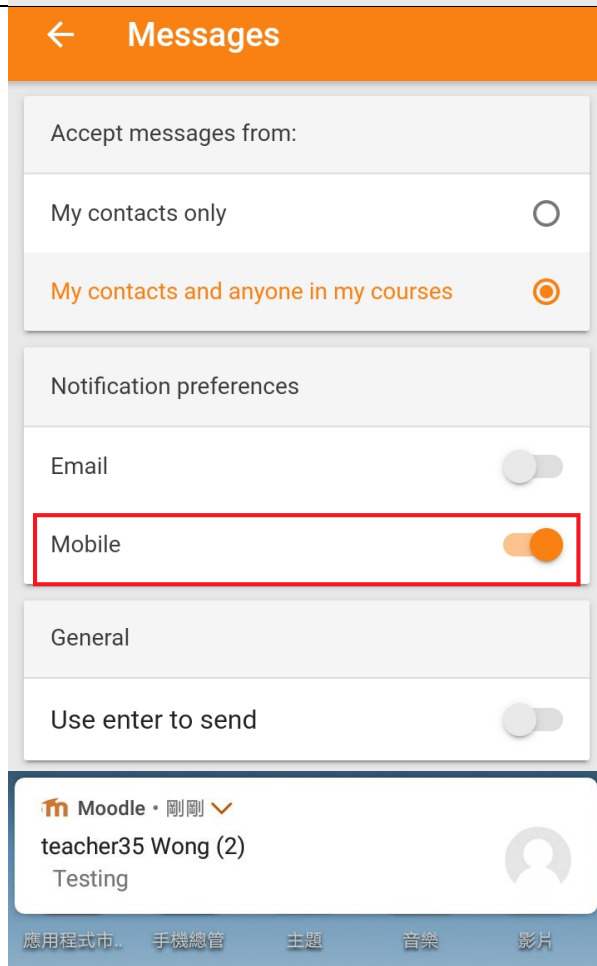 Messages
Accept messages from:
My contacts only
My contacts and anyone in my courses
Notification preferences
Email
Mobile
General
Use enter to send
Moodle • 剛剛
teacher35 Wong (2)
Testing
應用程式市.. 手機總管 主題 音樂 影片